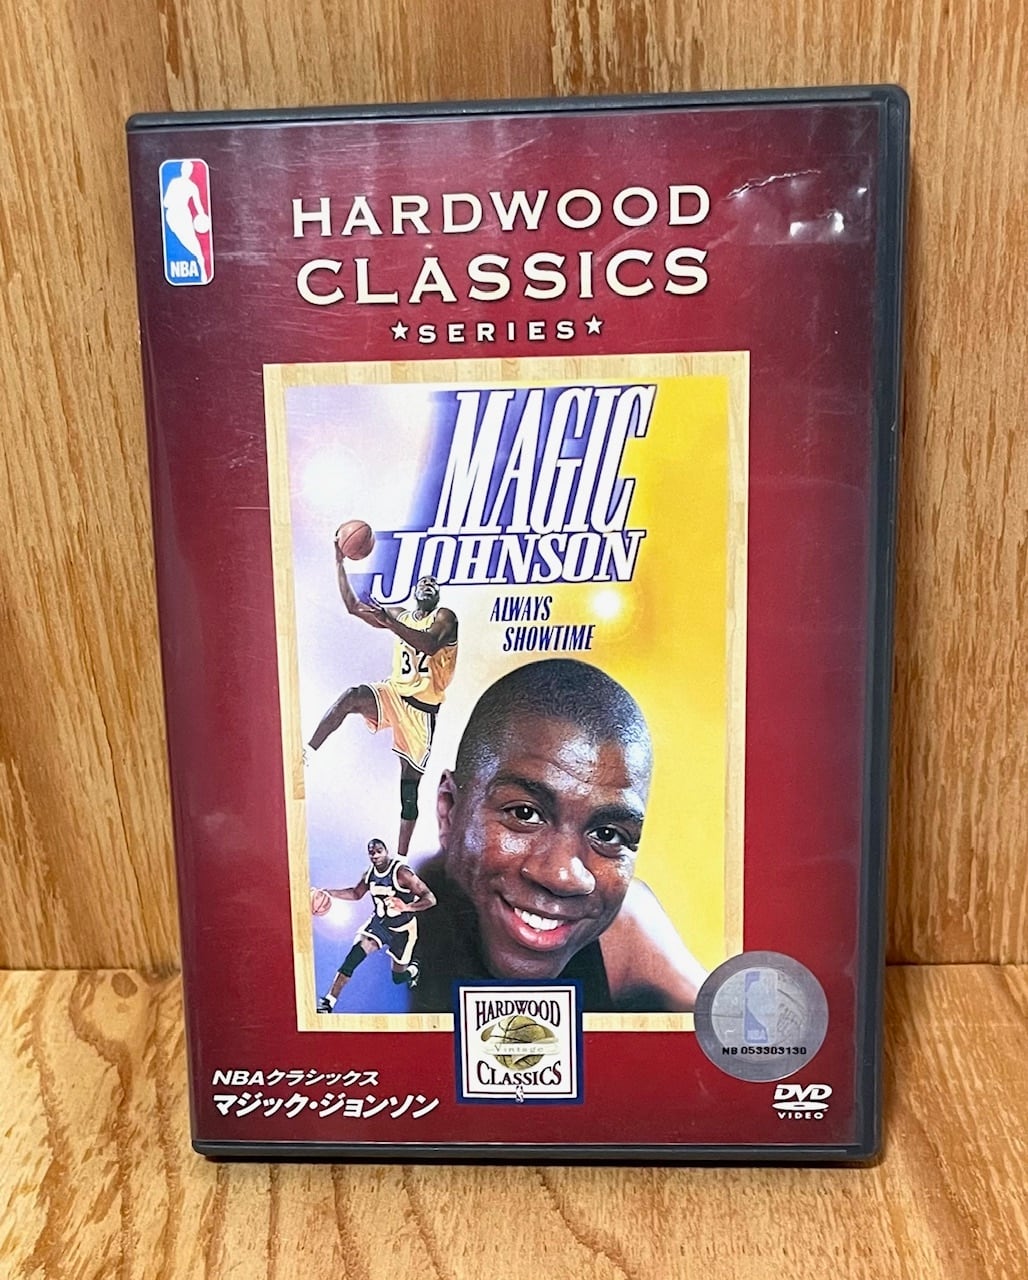 NBA
HARDWOOD
CLASSICS
★SERIES★
MAGIC
JOHNSON
ALWAYS
SHOWTIME
32
HARDWOOD
Vintage
CLASSICS
NBA
NB 053303130
NBAクラシックス
マジック・ジョンソン
DVD
VIDEO